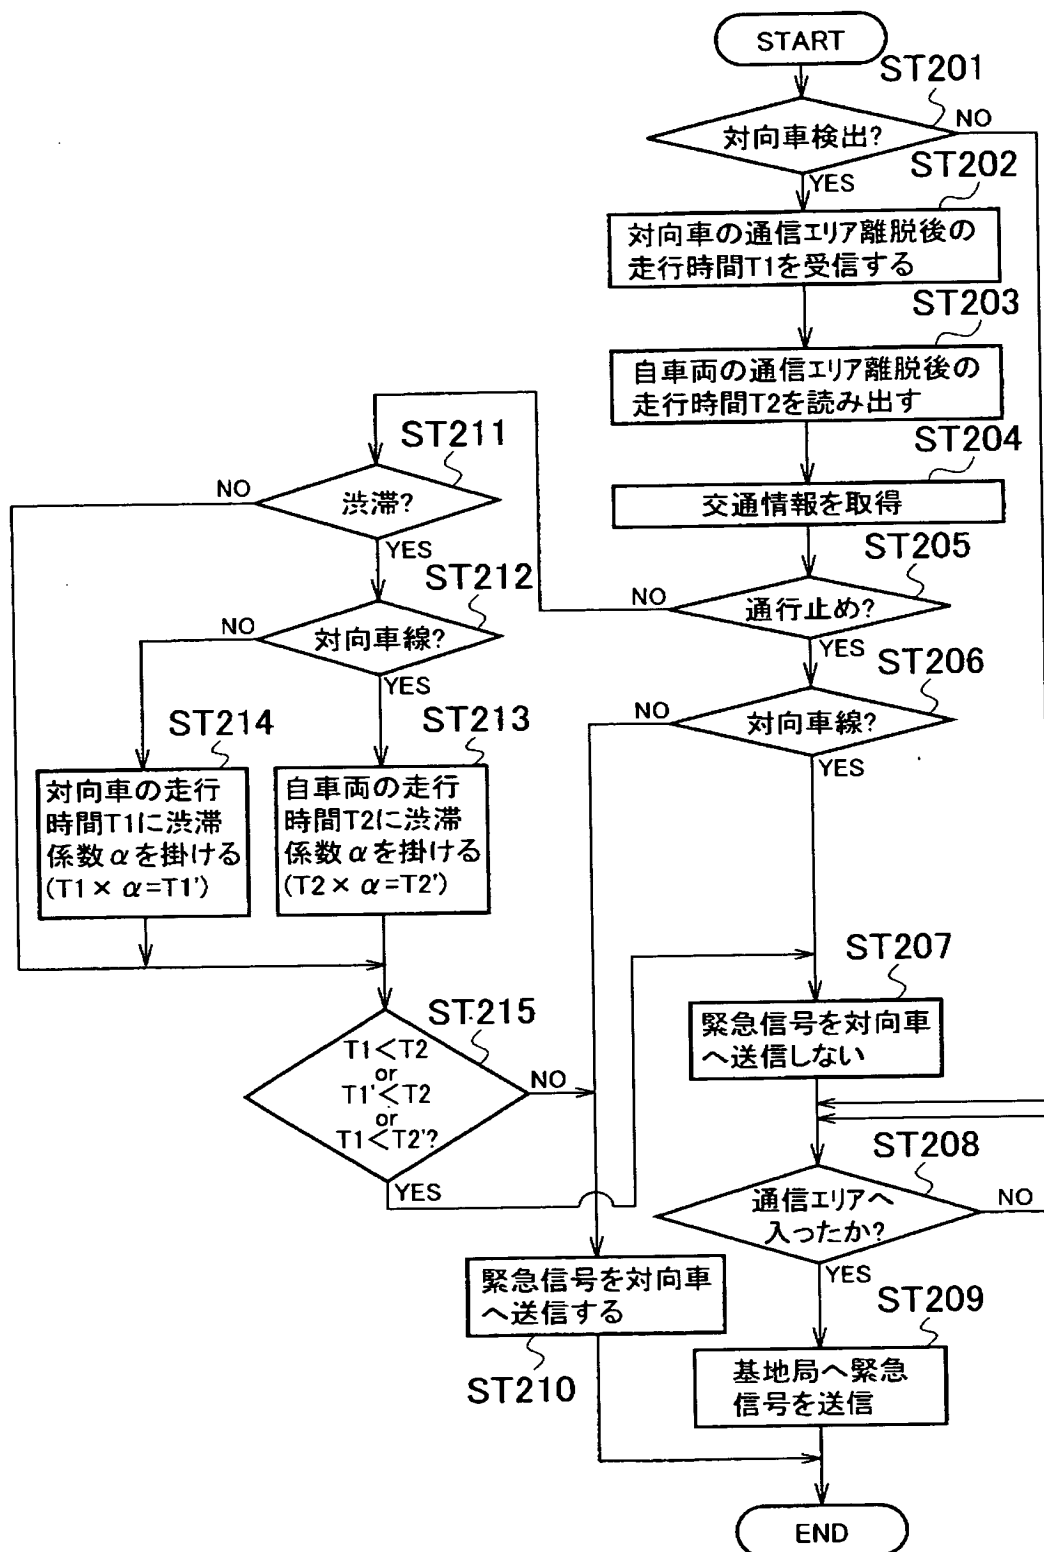 START
ST201
対向車検出?
NO
YES
ST202
対向車の通信エリア離脱後の
走行時間T1を受信する
ST203
自車両の通信エリア離脱後の
走行時間T2を読み出す
ST204
交通情報を取得
ST205
通行止め?
NO
YES
ST206
対向車線?
NO
YES
ST211
渋滞?
NO
YES
ST212
対向車線?
NO
YES
ST214
対向車の走行
時間T1に渋滞
係数αを掛ける
(T1×α=T1')
ST213
自車両の走行
時間T2に渋滞
係数αを掛ける
(T2×α=T2')
ST215
T1<T2
or
T1'<T2
or
T1<T2'?
NO
YES
ST207
緊急信号を対向車
へ送信しない
ST208
通信エリアへ
入ったか?
NO
YES
ST209
基地局へ緊急
信号を送信
緊急信号を対向車
へ送信する
ST210
END